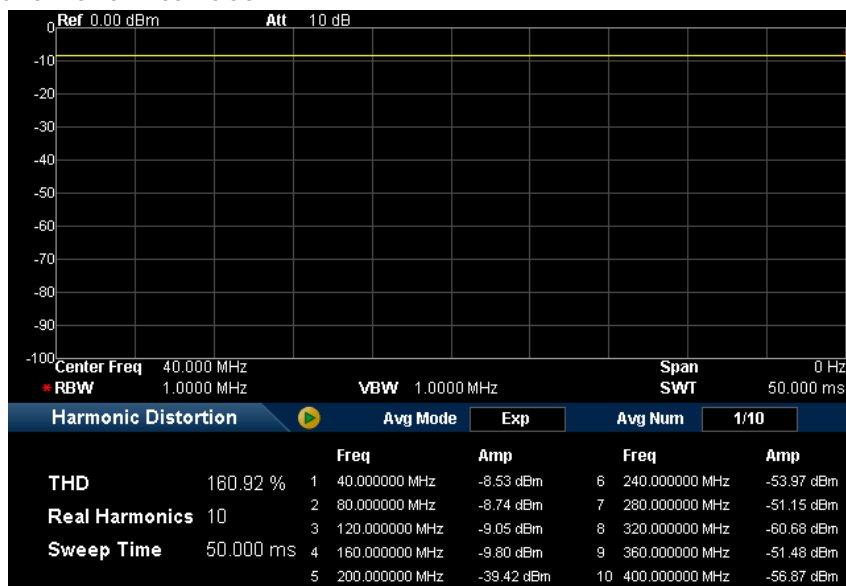 Ref 0.00 dBm Att 10 dB
0
-10
-20
-30
-40
-50
-60
-70
-80
-90
-100
Center Freq 40.000 MHz Span 0 Hz
* RBW 1.0000 MHz VBW 1.0000 MHz SWT 50.000 ms
Harmonic Distortion Avg Mode Exp Avg Num 1/10
Freq Amp Freq Amp
THD 160.92 %
Real Harmonics 10
Sweep Time 50.000 ms
1 40.000000 MHz -8.53 dBm 6 240.000000 MHz -53.97 dBm
2 80.000000 MHz -8.74 dBm 7 280.000000 MHz -51.15 dBm
3 120.000000 MHz -9.05 dBm 8 320.000000 MHz -60.68 dBm
4 160.000000 MHz -9.80 dBm 9 360.000000 MHz -51.48 dBm
5 200.000000 MHz -39.42 dBm 10 400.000000 MHz -56.87 dBm